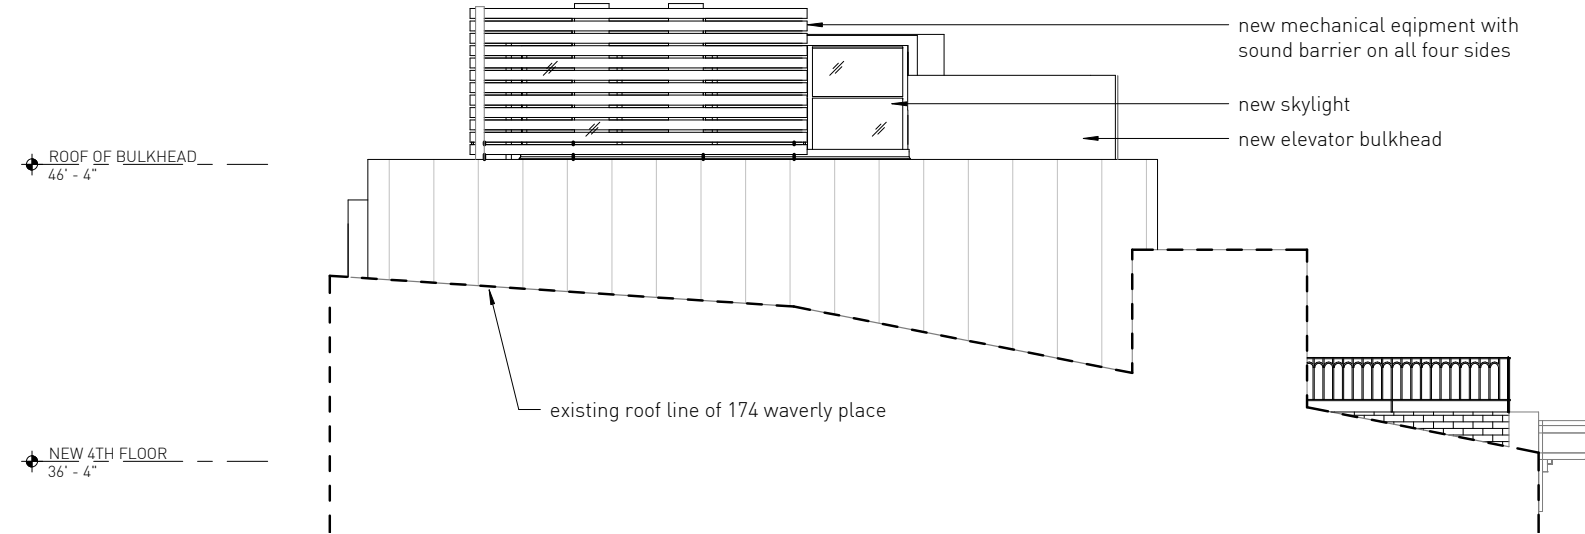 new mechanical eqipment with
sound barrier on all four sides
new skylight
new elevator bulkhead
ROOF OF BULKHEAD
46' - 4"
existing roof line of 174 waverly place
NEW 4TH FLOOR
36' - 4"